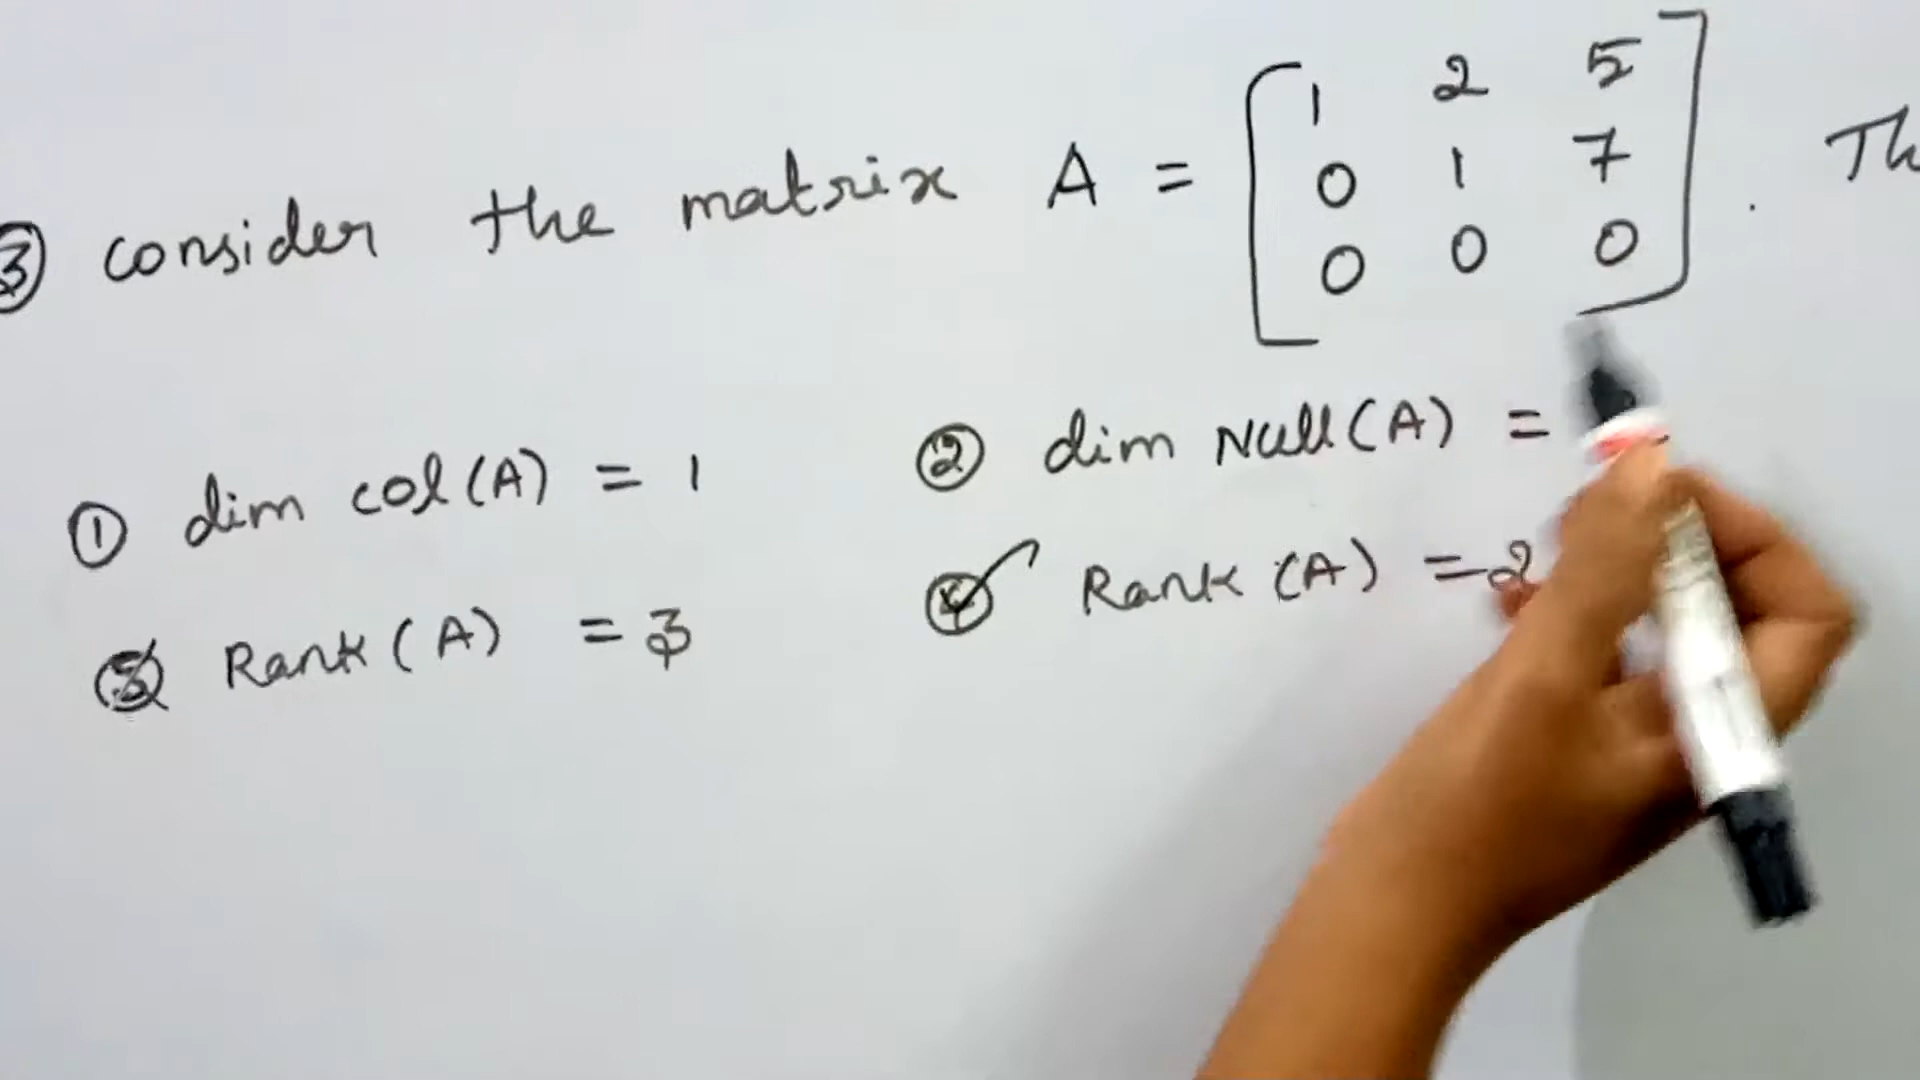 ③ consider the matrix A = [1 2 5
0 1 7
0 0 0]. Th
① dim col(A) = 1
② dim Null(A) =
③ Rank(A) = 3
④ Rank(A) = 2